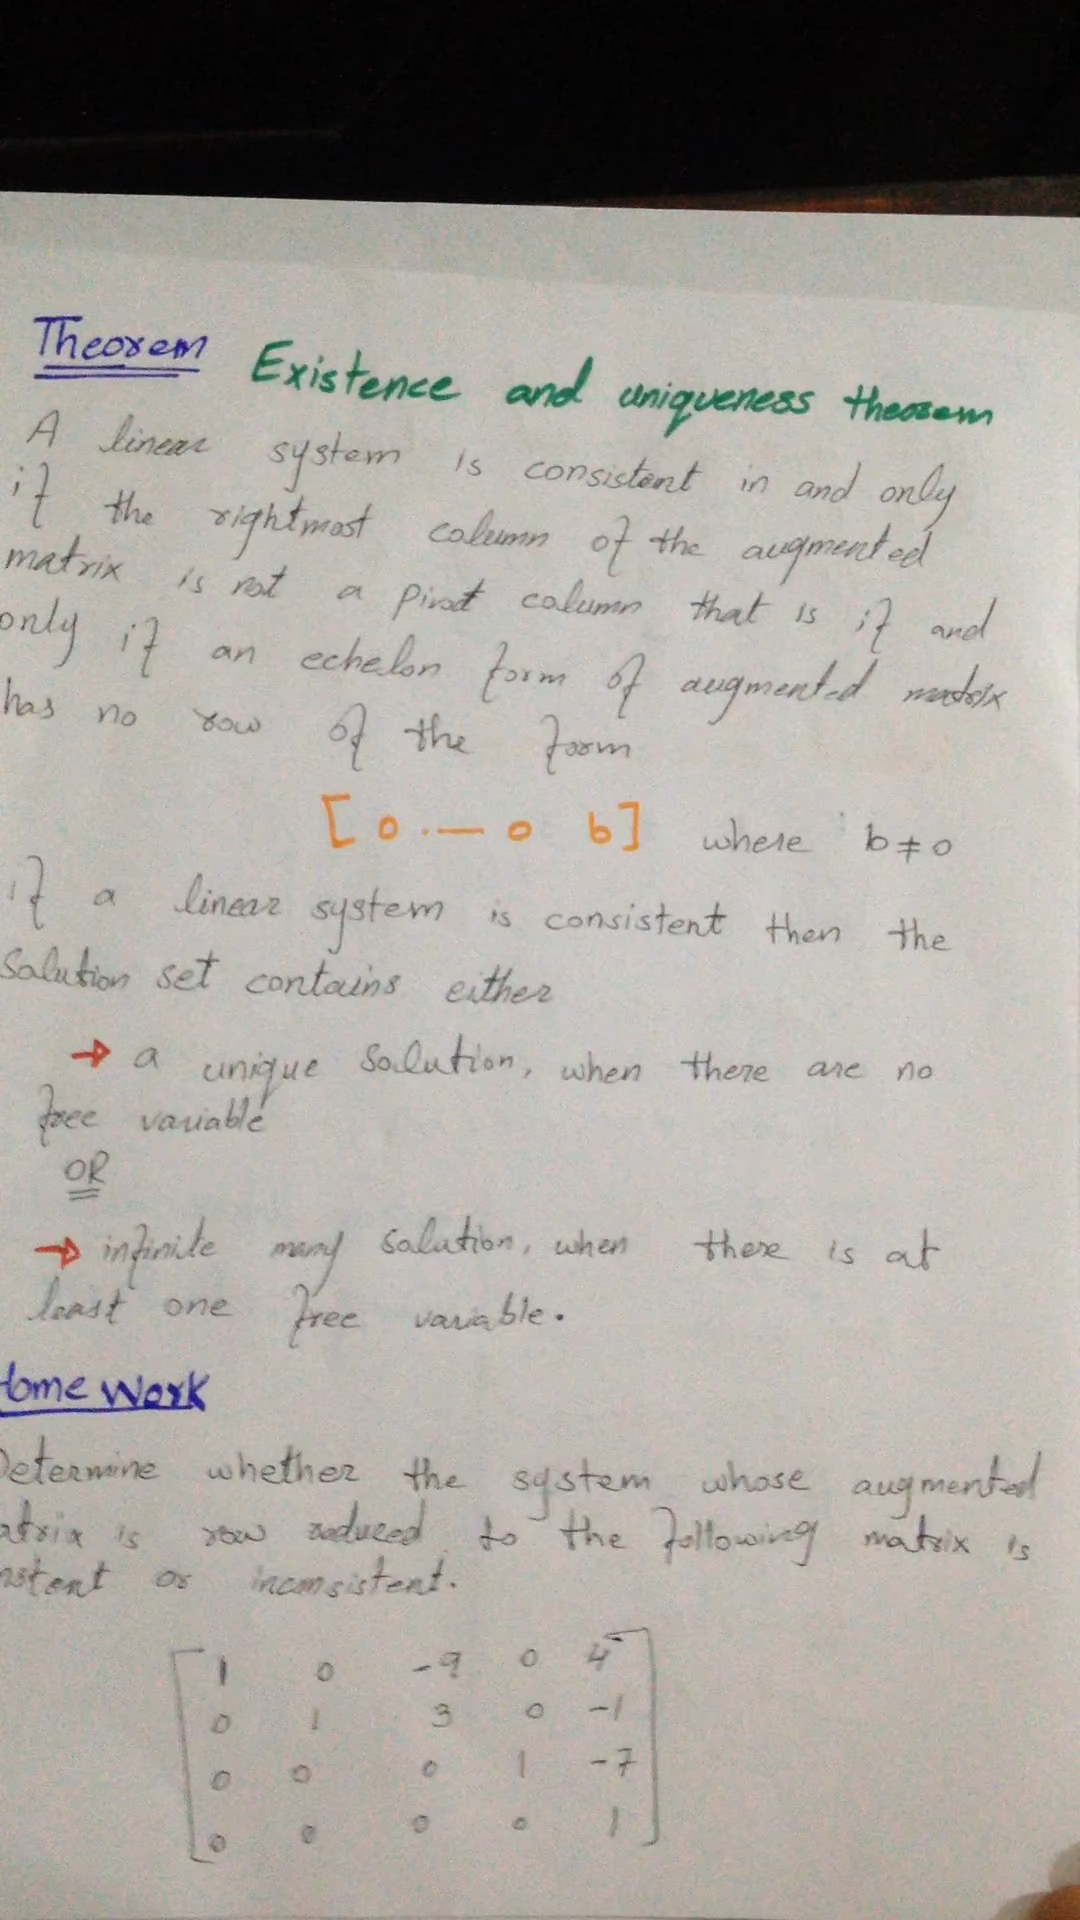 Theorem Existence and uniqueness theorem
A linear system is consistent in and only
if the rightmost column of the augmented
matrix is not a pivot column that is if and
only if an echelon form of augmented matrix
has no row of the form
[0 .— 0 b] where b≠0
if a linear system is consistent then the
Solution set contains either
→ a unique Solution, when there are no
free variable
OR
→ infinite many Solution, when there is at
least one free variable.
Home Work
Determine whether the system whose augmented
atrix is row reduced to the following matrix is
nstent or inconsistent.
1 0 -9 0 4
0 1 3 0 -1
0 0 0 1 -7
0 0 0 0 1